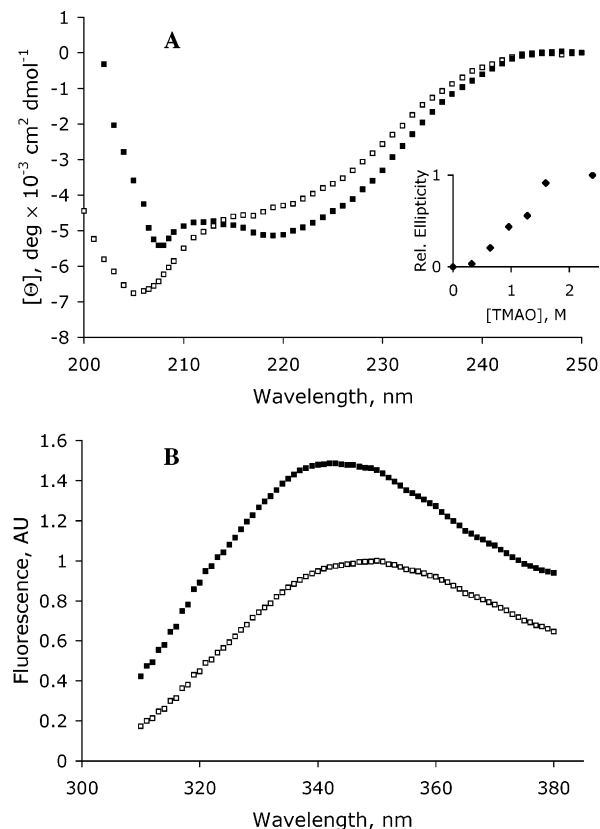 A
0
-1
-2
-3
-4
-5
-6
-7
-8
[Θ], deg × 10⁻³ cm² dmol⁻¹
200 210 220 230 240 250
Wavelength, nm
Rel. Ellipticity
1
0
0 1 2
[TMAO], M
B
1.6
1.4
1.2
1
0.8
0.6
0.4
0.2
0
Fluorescence, AU
300 320 340 360 380
Wavelength, nm